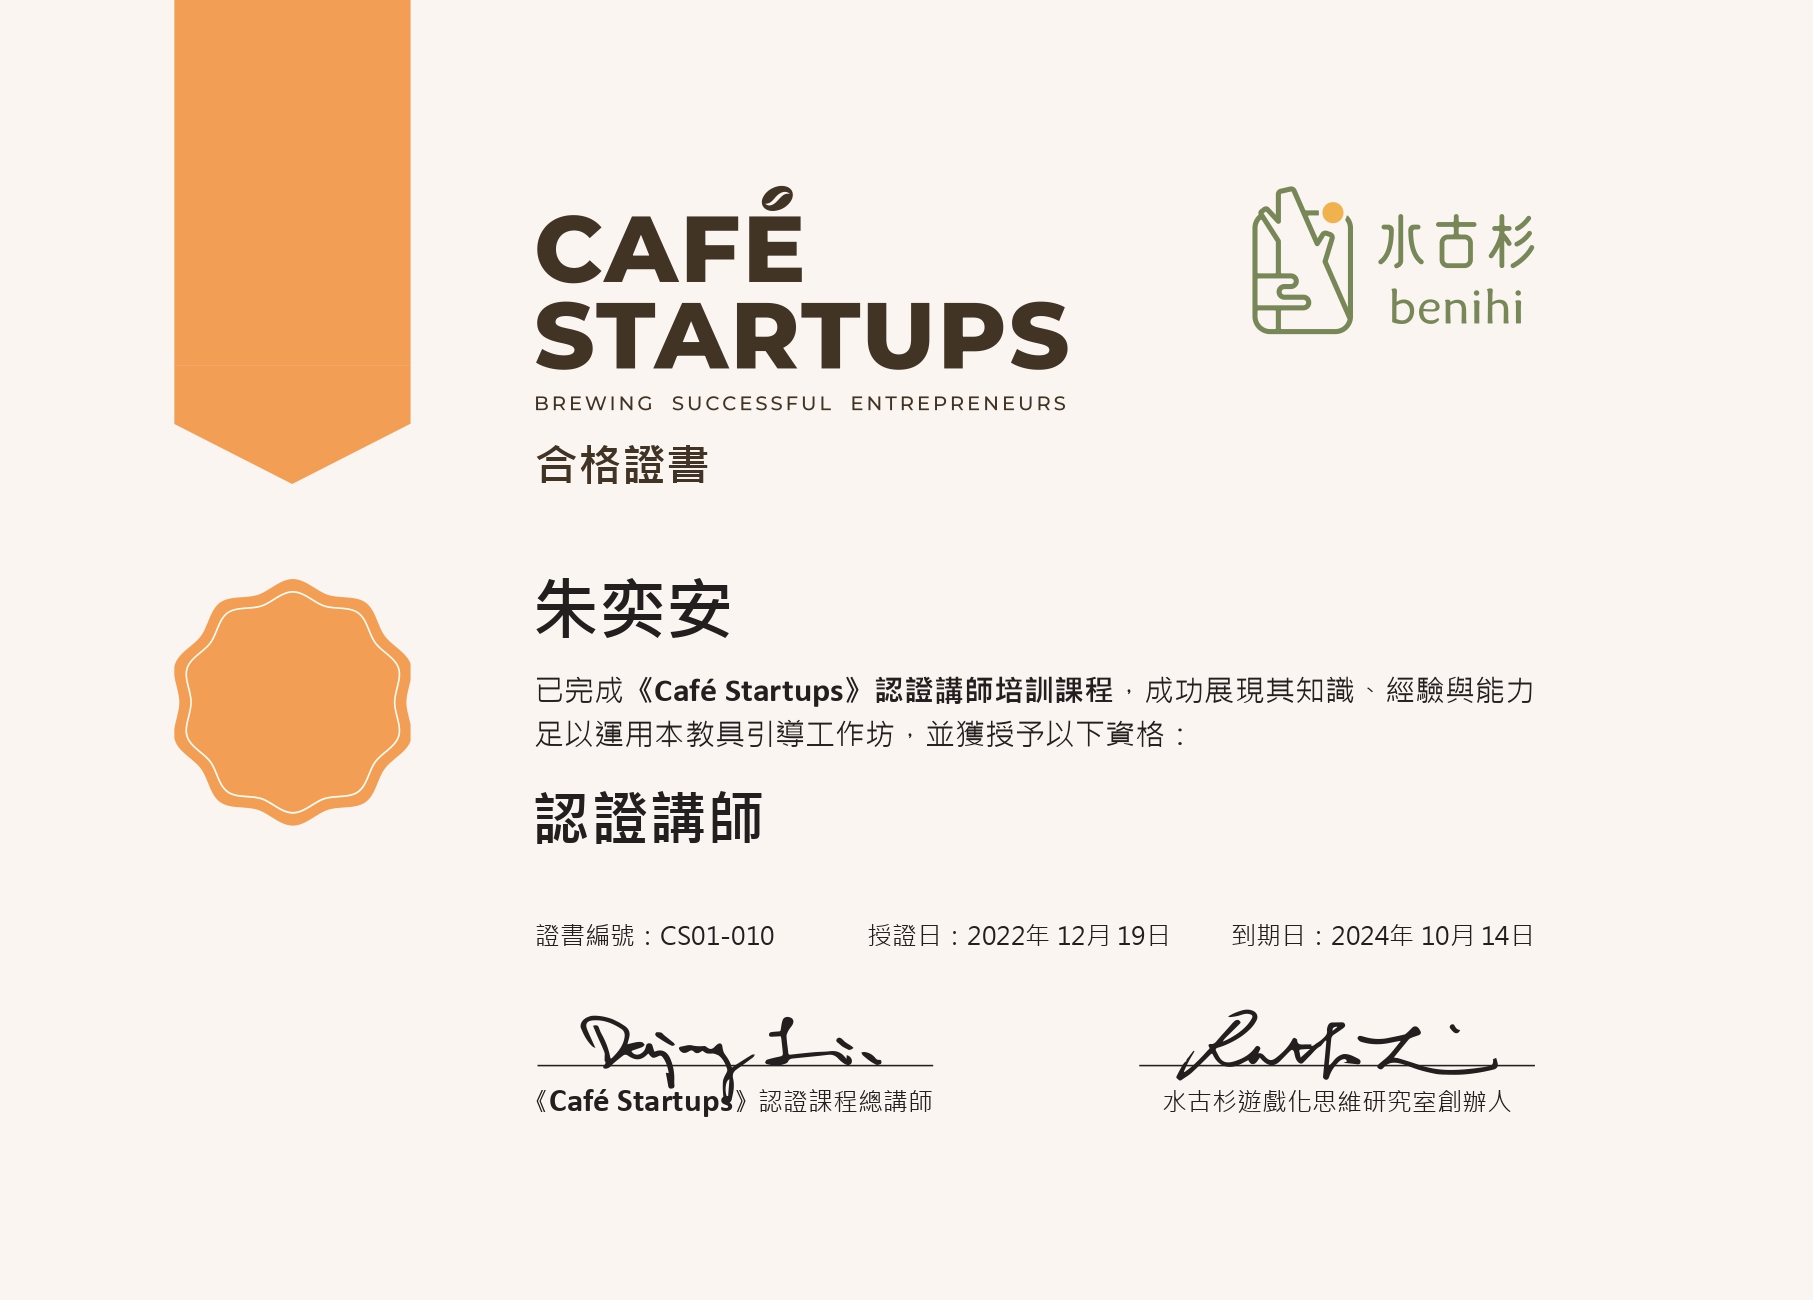 CAFÉ
STARTUPS
BREWING SUCCESSFUL ENTREPRENEURS
水古杉
benihi
合格證書
朱奕安
已完成《Café Startups》認證講師培訓課程，成功展現其知識、經驗與能力
足以運用本教具引導工作坊，並獲授予以下資格：
認證講師
證書編號：CS01-010 授證日：2022年 12月 19日 到期日：2024年 10月 14日
《Café Startups》認證課程總講師
水古杉遊戲化思維研究室創辦人